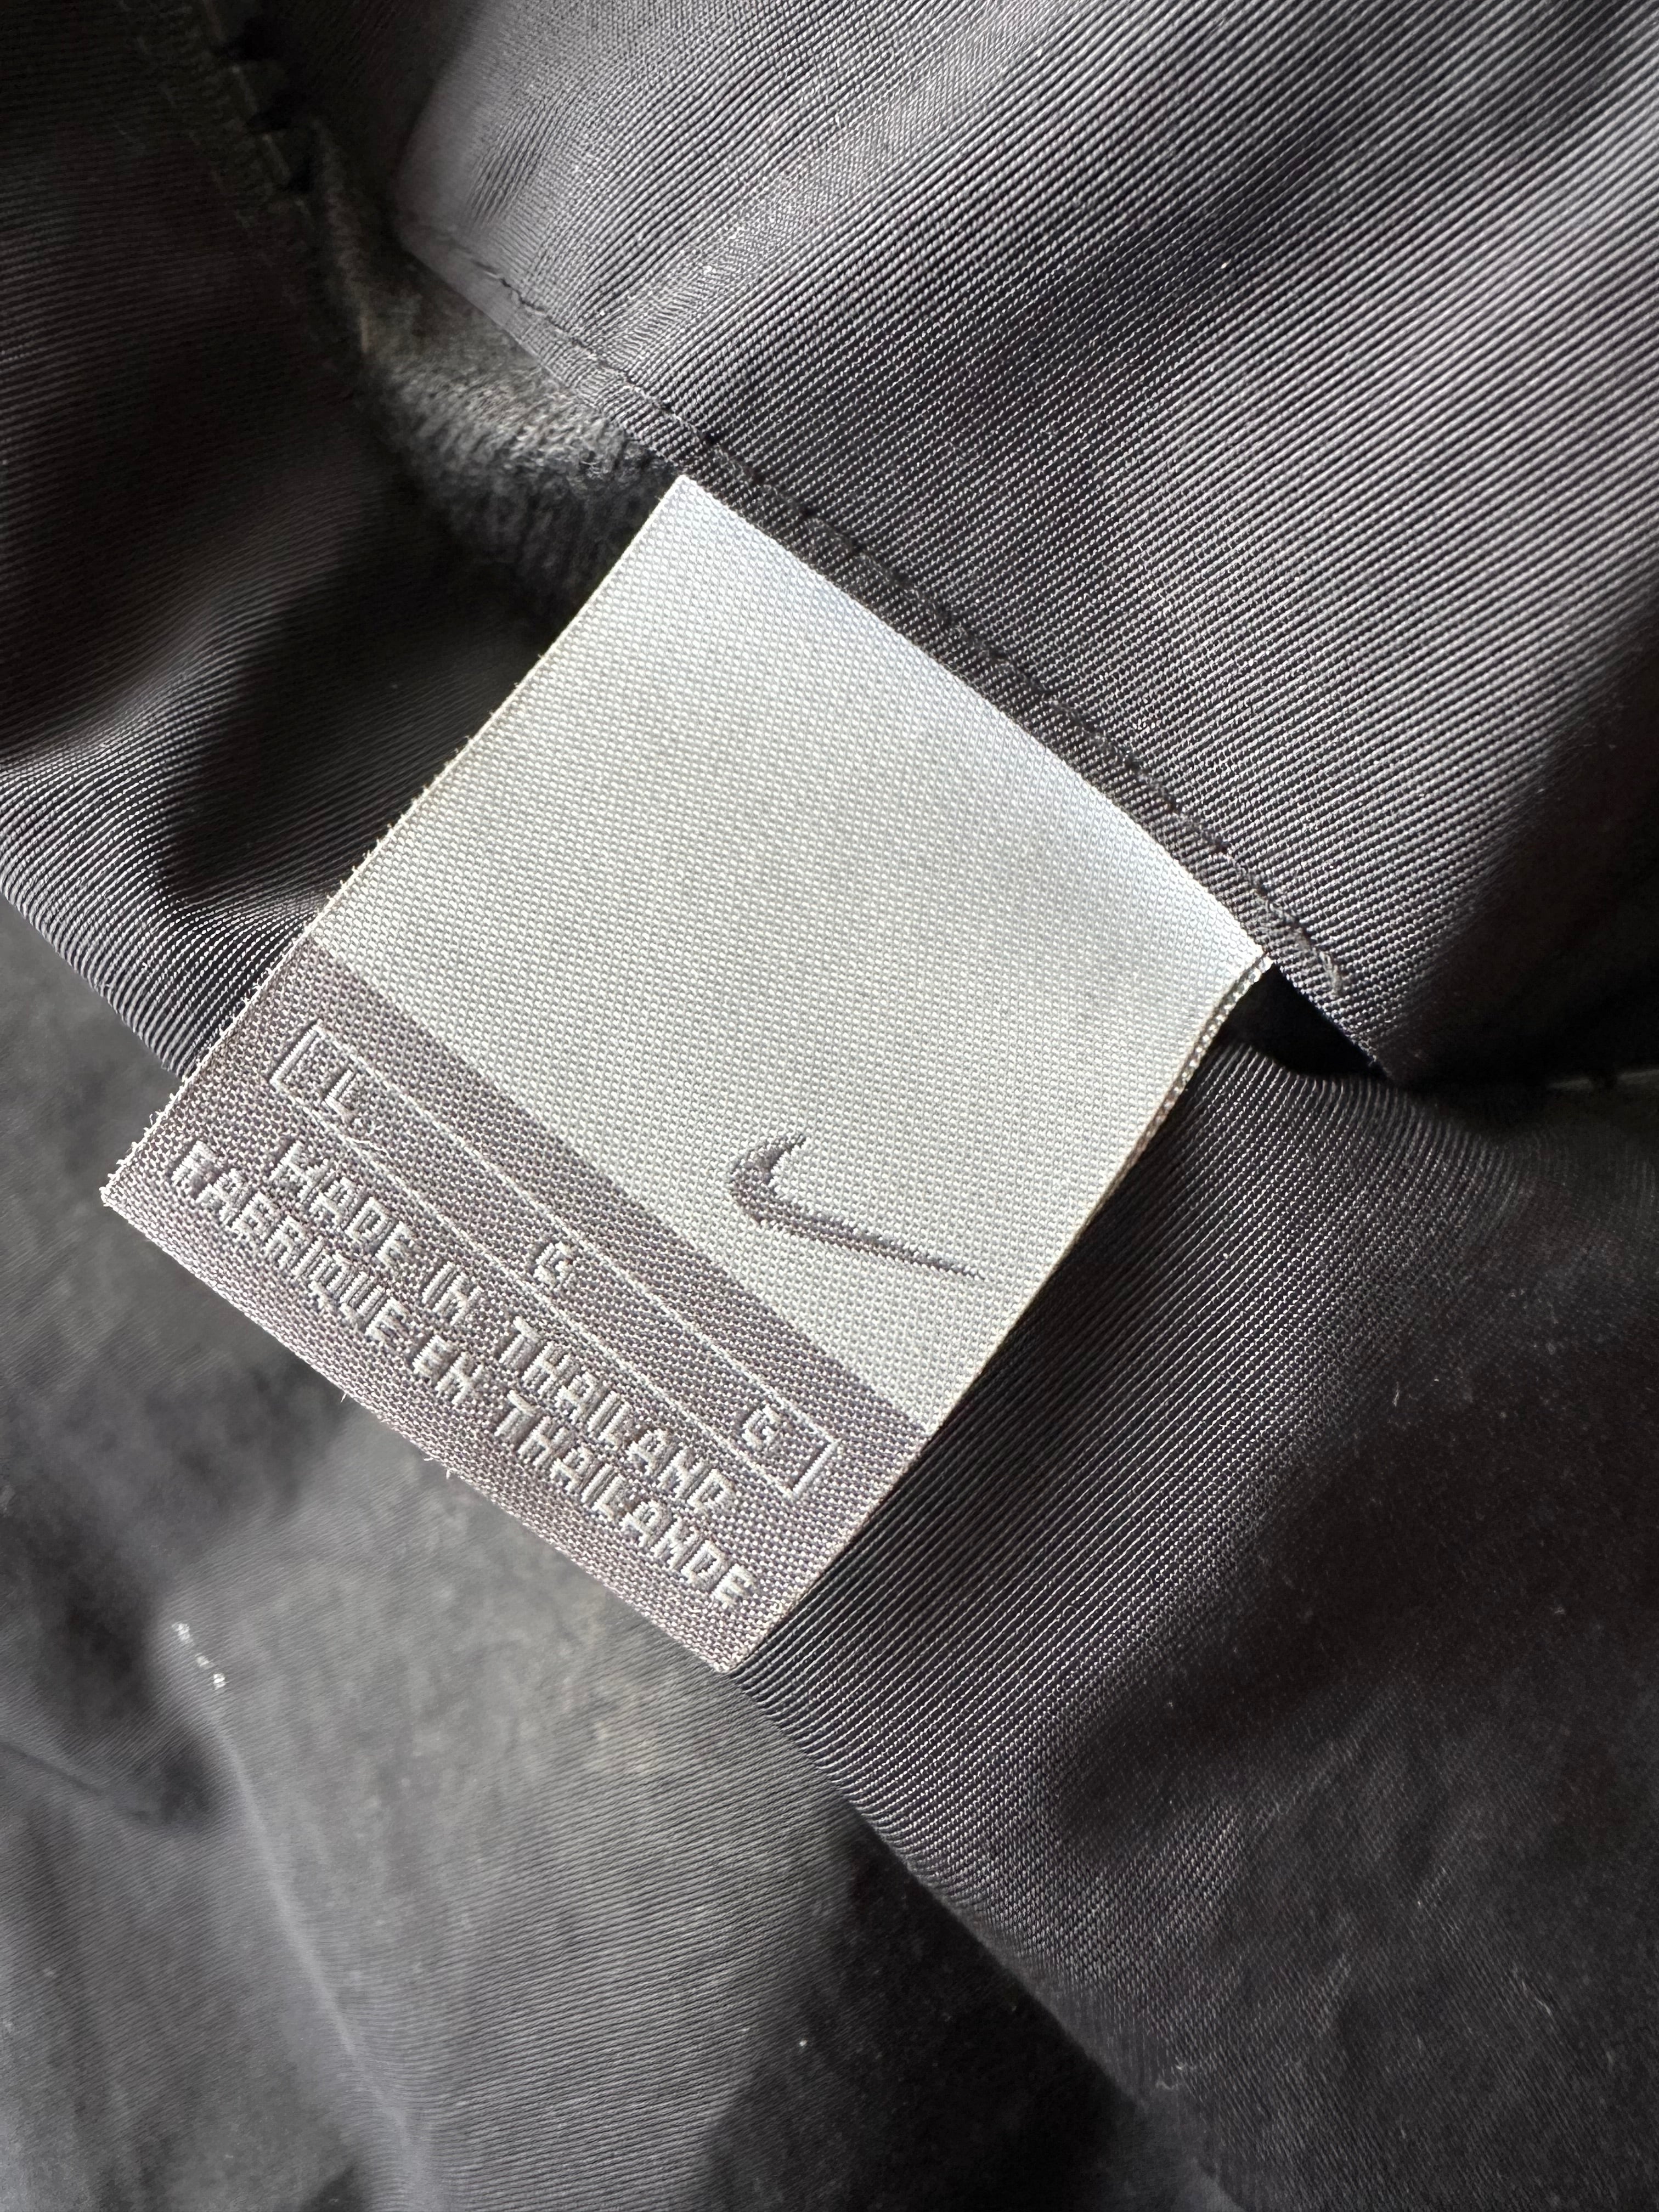 L G G
MADE IN THAILAND
FABRIQUE EN THAILANDE